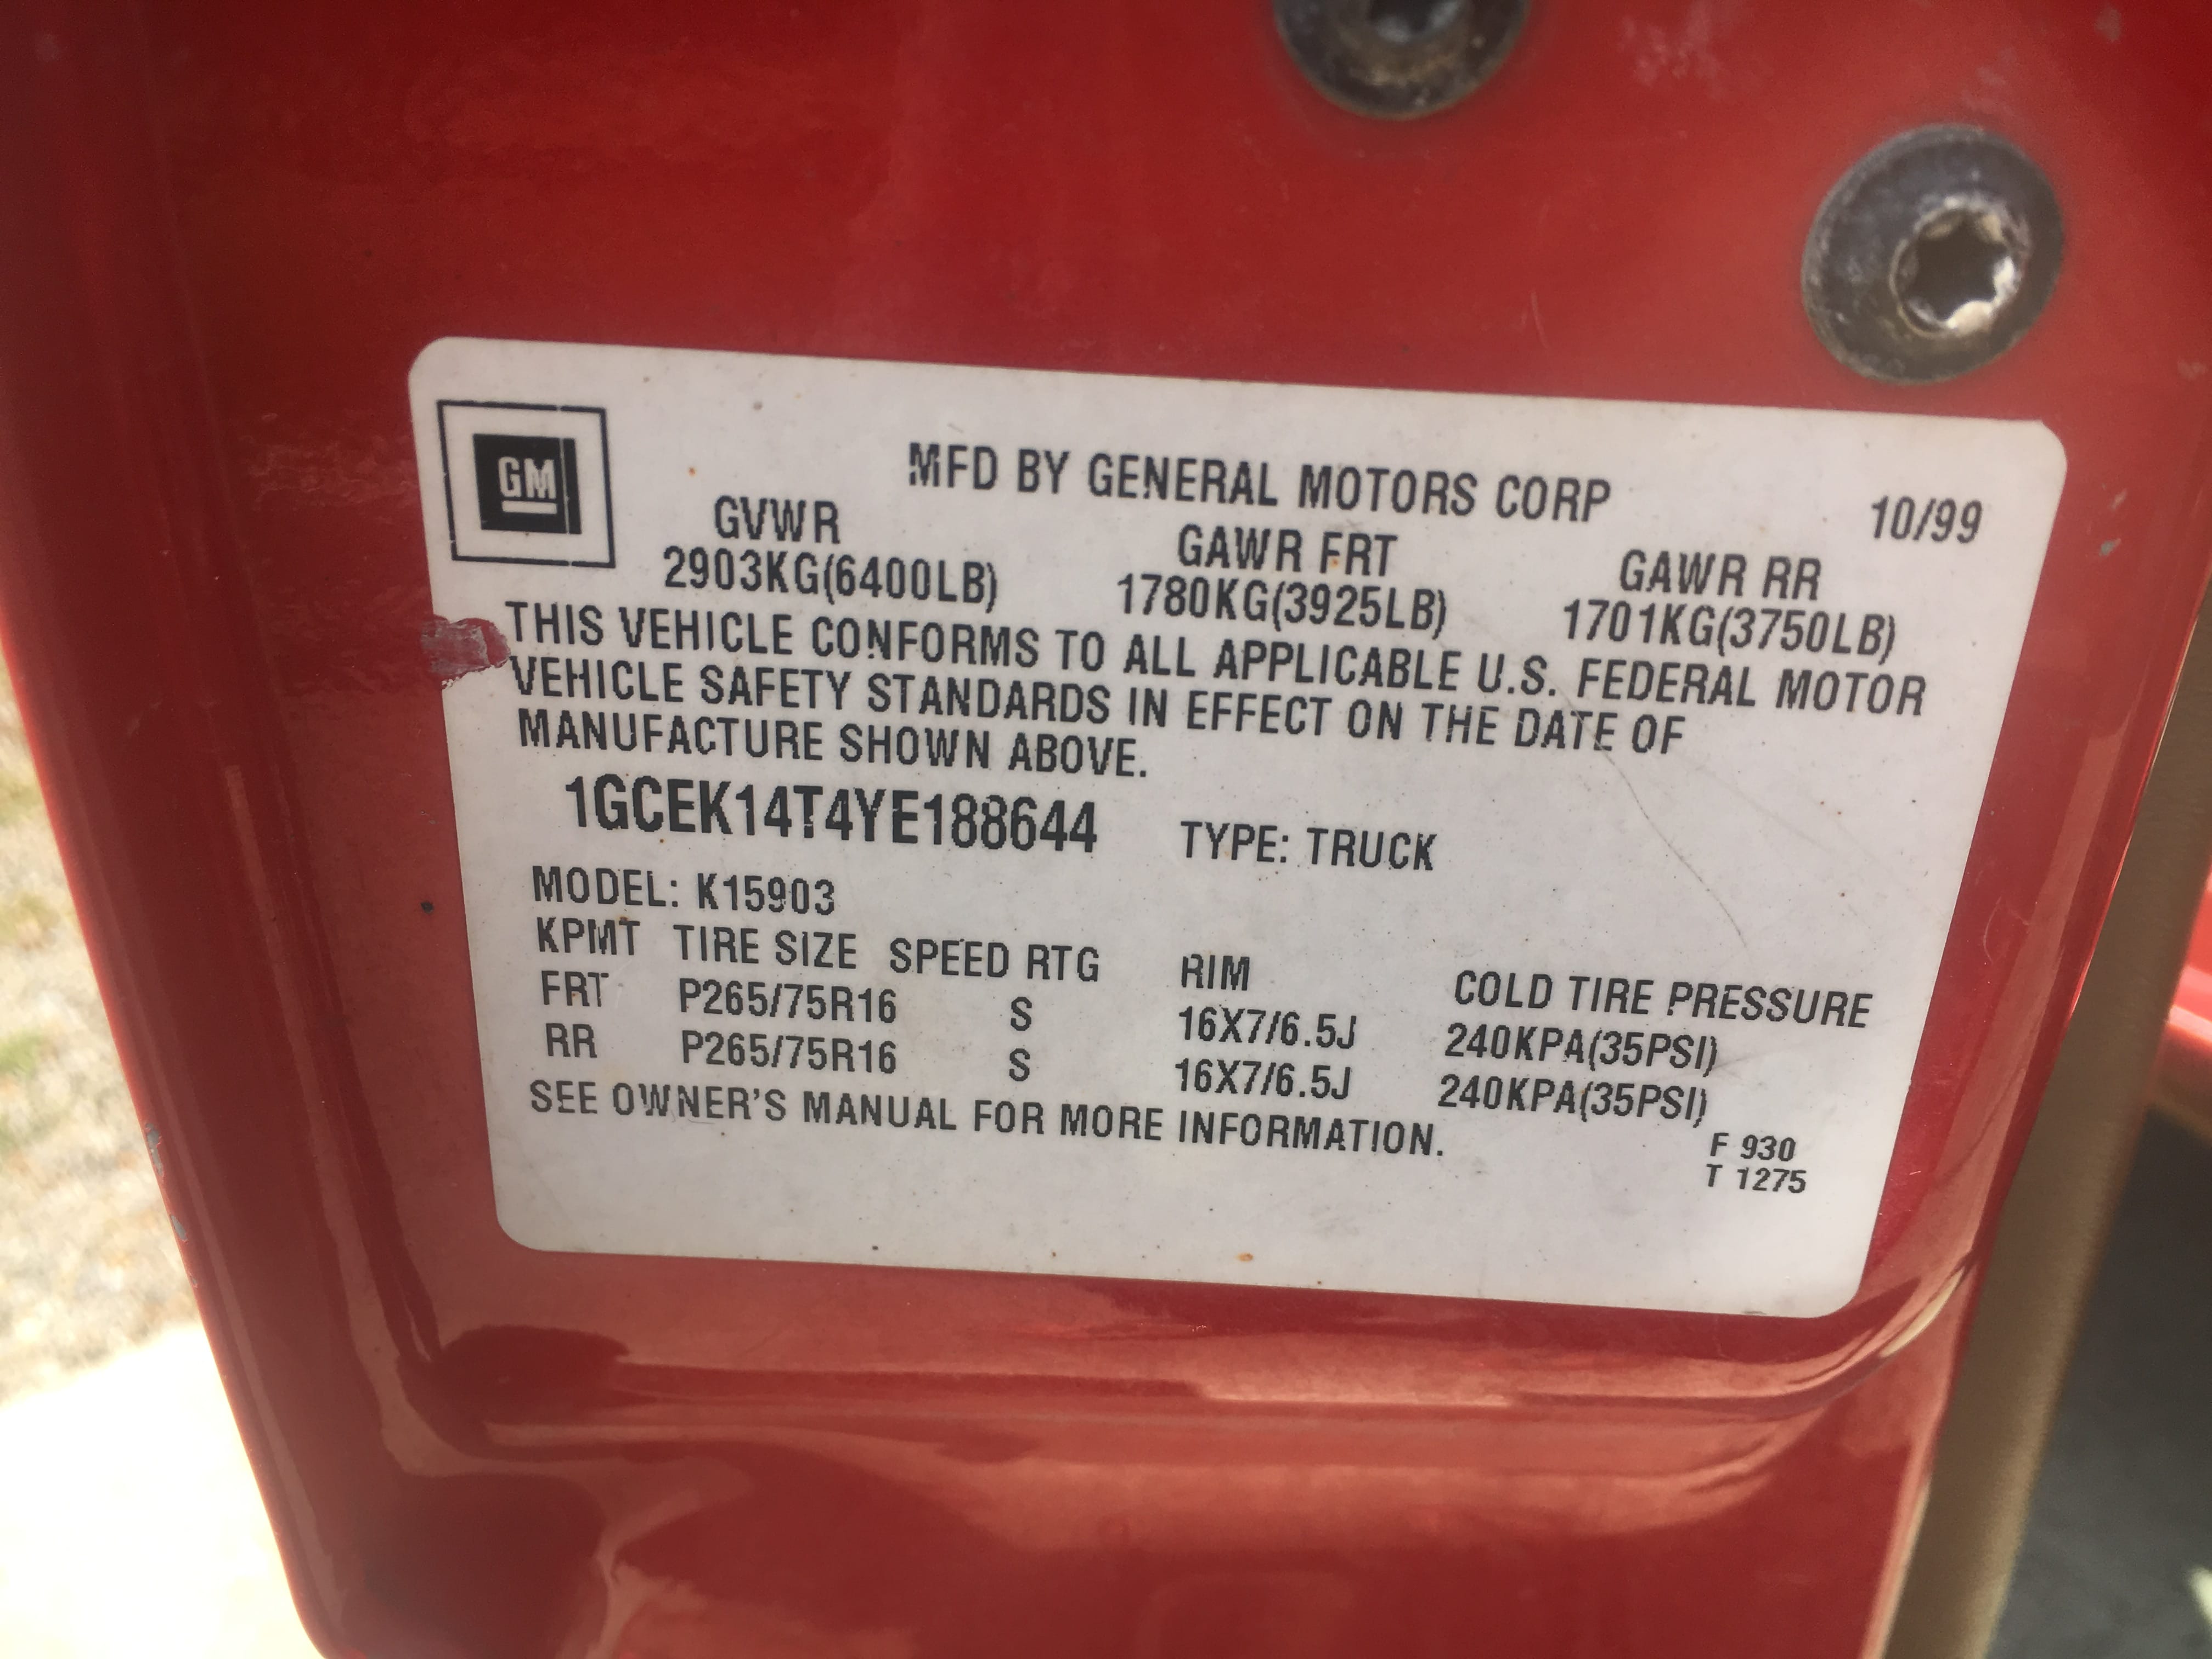 GM
MFD BY GENERAL MOTORS CORP
10/99
GVWR GAWR FRT GAWR RR
2903KG(6400LB) 1780KG(3925LB) 1701KG(3750LB)
THIS VEHICLE CONFORMS TO ALL APPLICABLE U.S. FEDERAL MOTOR
VEHICLE SAFETY STANDARDS IN EFFECT ON THE DATE OF
MANUFACTURE SHOWN ABOVE.
1GCEK14T4YE188644 TYPE: TRUCK
MODEL: K15903
KPMT TIRE SIZE SPEED RTG RIM COLD TIRE PRESSURE
FRT P265/75R16 S 16X7/6.5J 240KPA(35PSI)
RR P265/75R16 S 16X7/6.5J 240KPA(35PSI)
SEE OWNER'S MANUAL FOR MORE INFORMATION.
F 930
T 1275